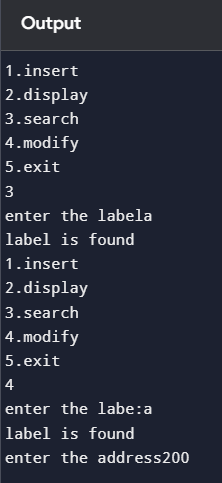 Output
1.insert
2.display
3.search
4.modify
5.exit
3
enter the labela
label is found
1.insert
2.display
3.search
4.modify
5.exit
4
enter the labe:a
label is found
enter the address200